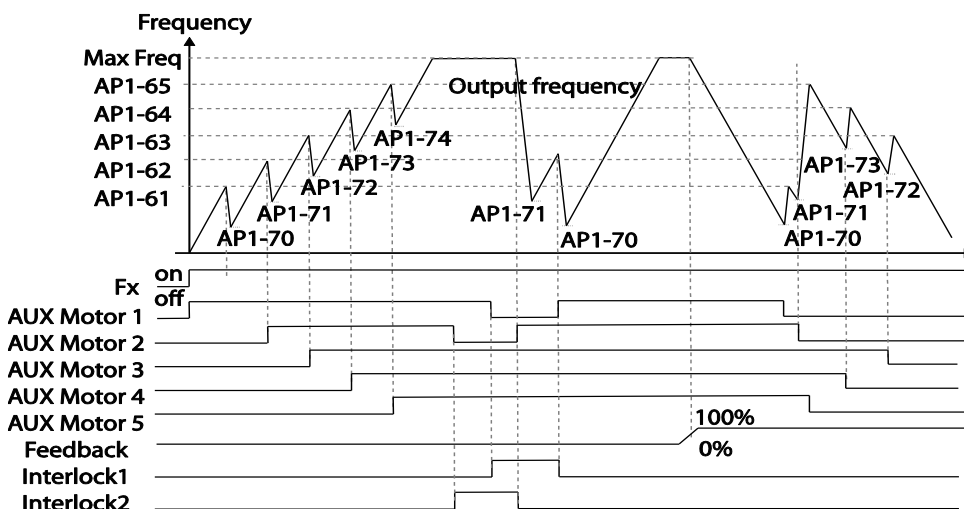 Frequency
Max Freq
Output frequency
AP1-65
AP1-64
AP1-63
AP1-62
AP1-61
AP1-74
AP1-73
AP1-72
AP1-71
AP1-70
AP1-71
AP1-70
AP1-73
AP1-72
AP1-71
AP1-70
on
Fx
off
AUX Motor 1
AUX Motor 2
AUX Motor 3
AUX Motor 4
AUX Motor 5
100%
Feedback
0%
Interlock1
Interlock2